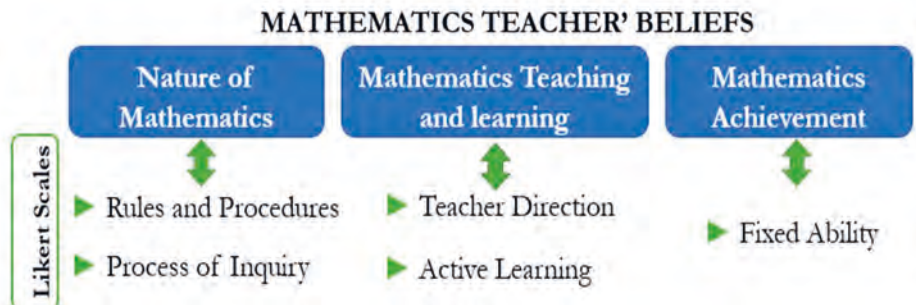 MATHEMATICS TEACHER' BELIEFS
Nature of
Mathematics
Mathematics Teaching
and learning
Mathematics
Achievement
Likert Scales
Rules and Procedures
Process of Inquiry
Teacher Direction
Active Learning
Fixed Ability